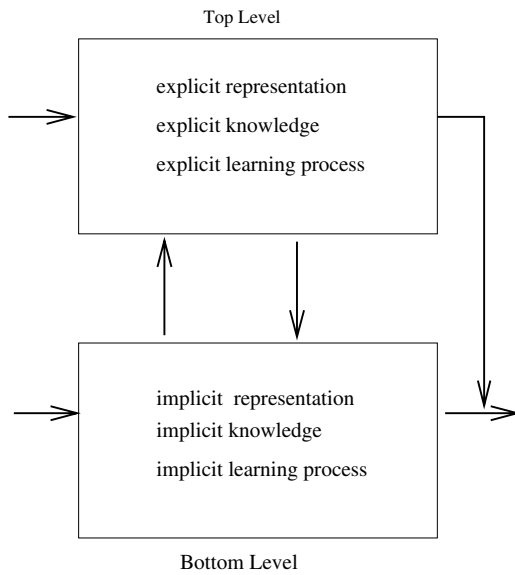 Top Level
explicit representation
explicit knowledge
explicit learning process
implicit representation
implicit knowledge
implicit learning process
Bottom Level